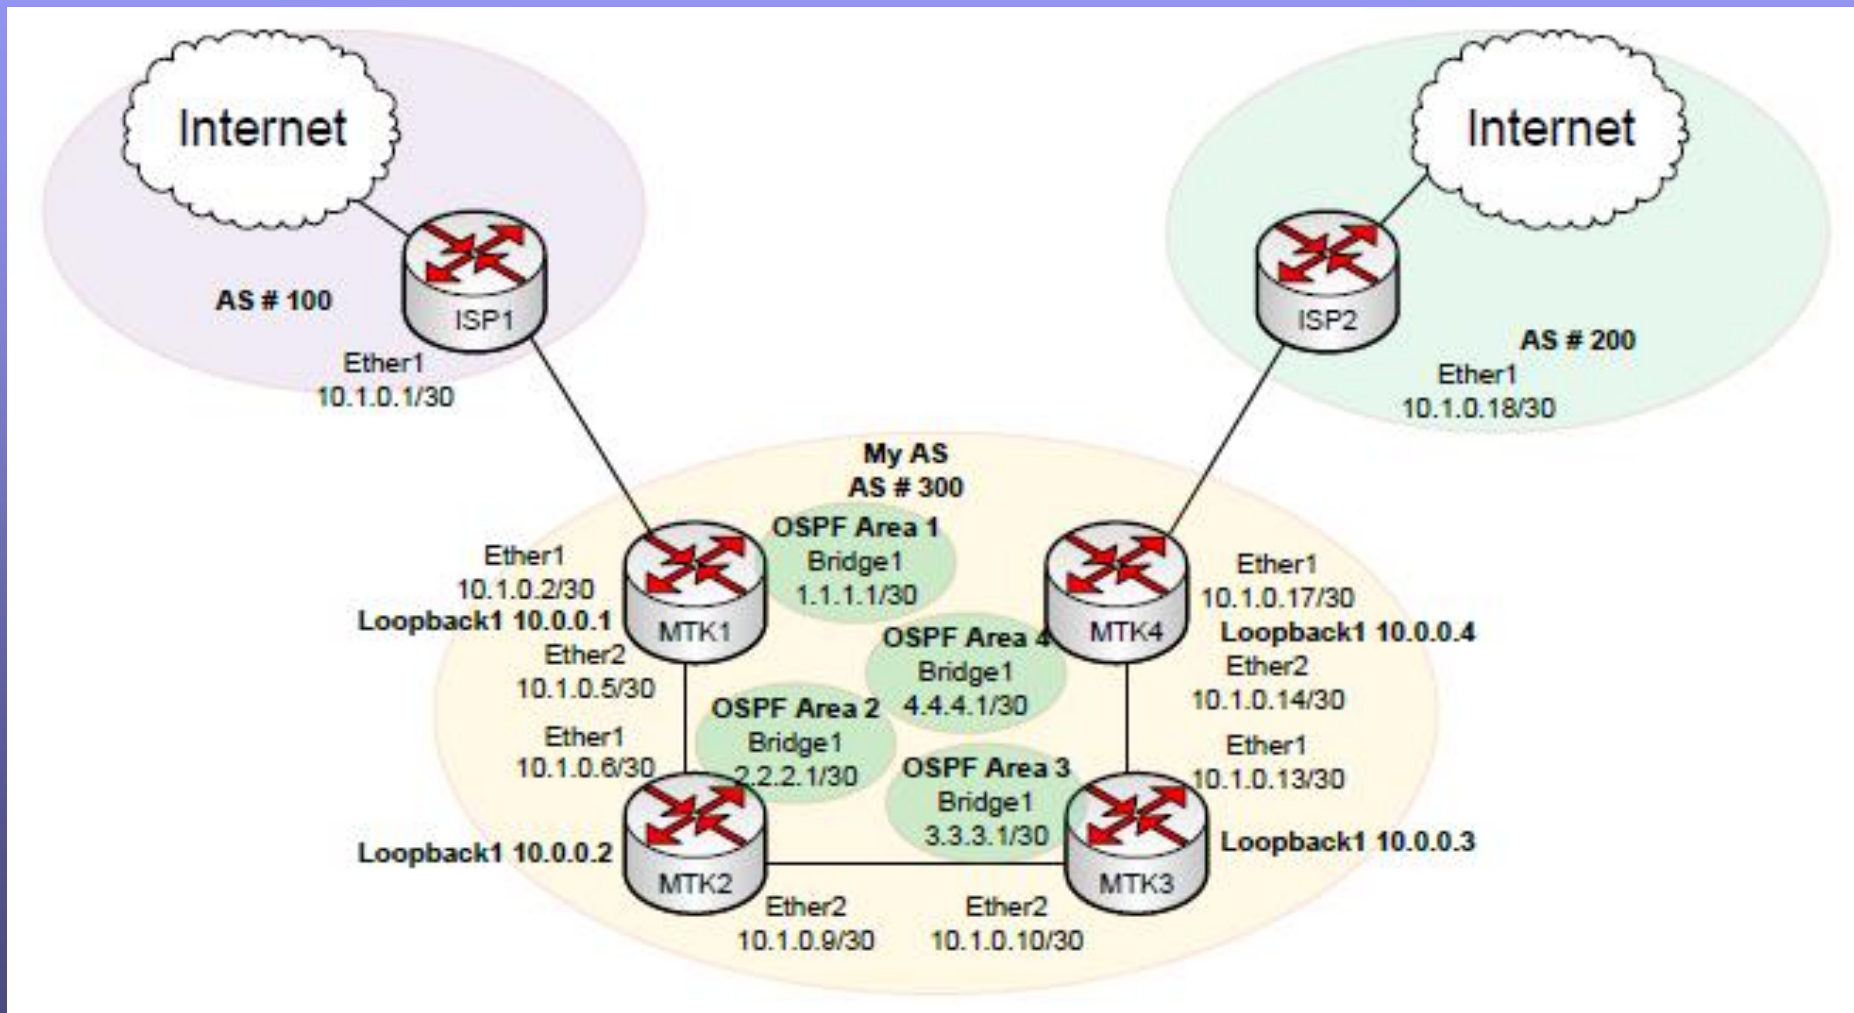 Internet
Internet
AS # 100
ISP1
Ether1
10.1.0.1/30
ISP2
AS # 200
Ether1
10.1.0.18/30
My AS
AS # 300
OSPF Area 1
Bridge1
1.1.1.1/30
Ether1
10.1.0.2/30
Loopback1 10.0.0.1
MTK1
Ether2
10.1.0.5/30
OSPF Area 4
Bridge1
4.4.4.1/30
MTK4
Ether1
10.1.0.17/30
Loopback1 10.0.0.4
Ether2
10.1.0.14/30
OSPF Area 2
Bridge1
2.2.2.1/30
Ether1
10.1.0.6/30
OSPF Area 3
Bridge1
3.3.3.1/30
Ether1
10.1.0.13/30
Loopback1 10.0.0.2
MTK2
MTK3
Loopback1 10.0.0.3
Ether2
10.1.0.9/30
Ether2
10.1.0.10/30